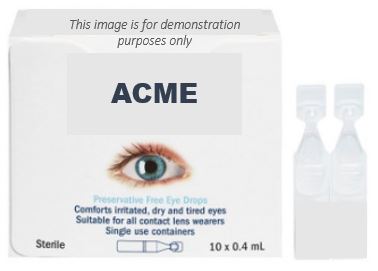 This image is for demonstration
purposes only
ACME
Preservative Free Eye Drops
Comforts irritated, dry and tired eyes
Suitable for all contact lens wearers
Single use containers
Sterile
10 x 0.4 mL